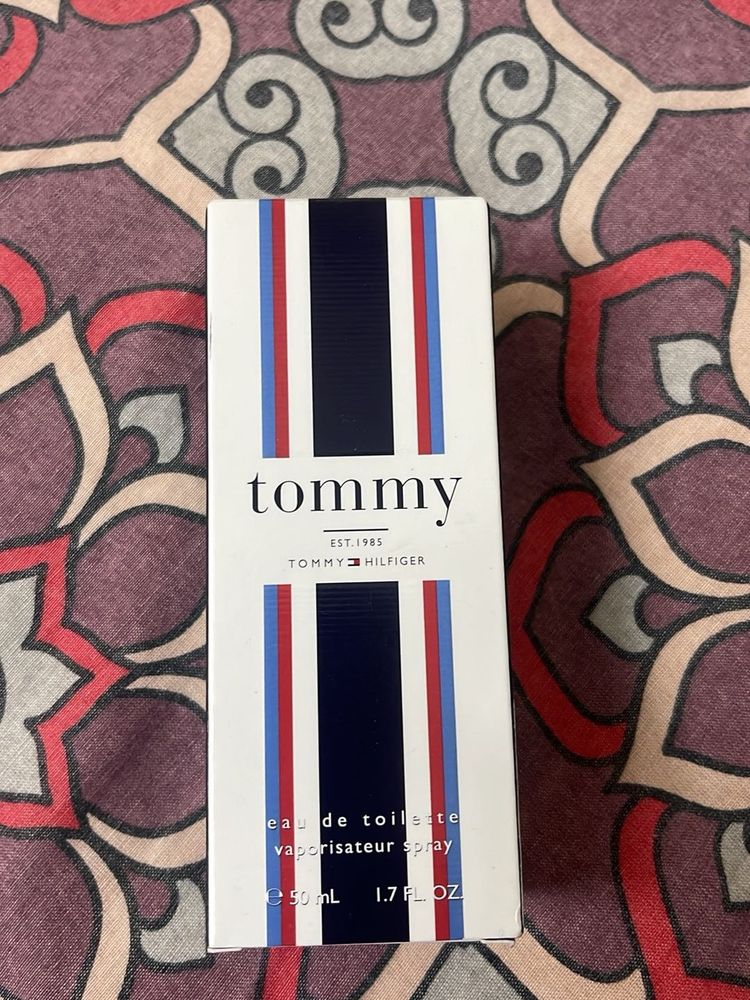 tommy
EST. 1985
TOMMY HILFIGER
eau de toilette
vaporisateur spray
℮ 50 mL 1.7 FL. OZ.